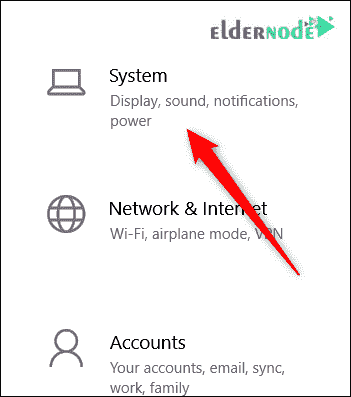 elDERNODE
System
Display, sound, notifications,
power
Network & Internet
Wi-Fi, airplane mode, VPN
Accounts
Your accounts, email, sync,
work, family